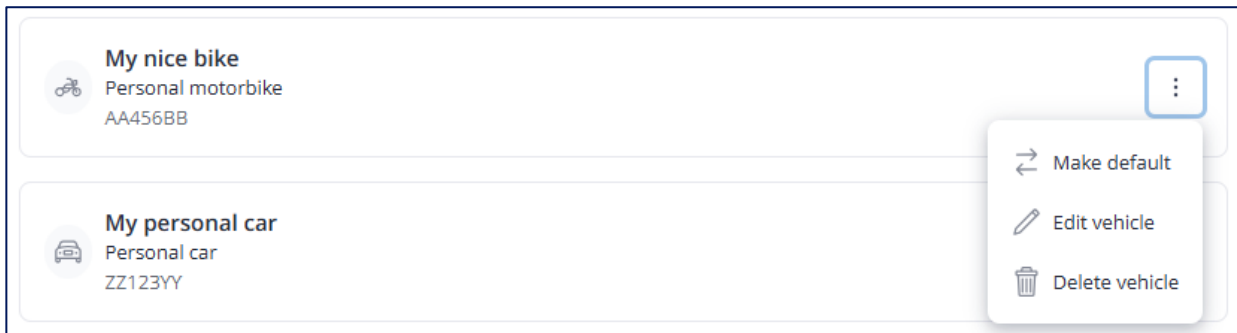 My nice bike
Personal motorbike
AA456BB
Make default
My personal car
Edit vehicle
Personal car
ZZ123YY
Delete vehicle